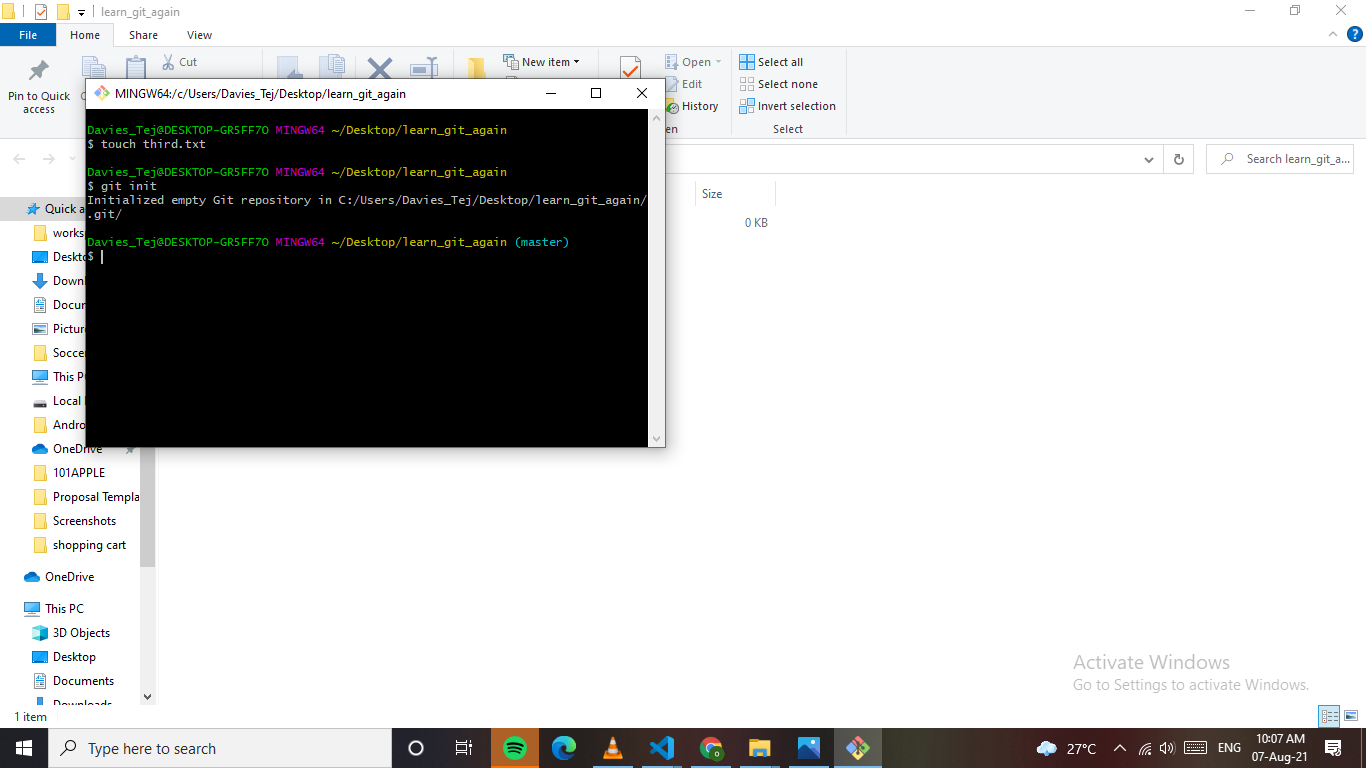 learn_git_again
File Home Share View
Cut
New item
Open
Select all
Pin to Quick access
Edit
Select none
History
Invert selection
Select
MINGW64:/c/Users/Davies_Tej/Desktop/learn_git_again
Davies_Tej@DESKTOP-GR5FF7O MINGW64 ~/Desktop/learn_git_again
$ touch third.txt
Davies_Tej@DESKTOP-GR5FF7O MINGW64 ~/Desktop/learn_git_again
$ git init
Initialized empty Git repository in C:/Users/Davies_Tej/Desktop/learn_git_again/
.git/
Davies_Tej@DESKTOP-GR5FF7O MINGW64 ~/Desktop/learn_git_again (master)
$
Search learn_git_a...
Size
0 KB
Quick a
works
Deskto
Down
Docum
Picture
Soccer
This P
Local
Andro
OneDrive
101APPLE
Proposal Templa
Screenshots
shopping cart
OneDrive
This PC
3D Objects
Desktop
Documents
Downloads
1 item
Activate Windows
Go to Settings to activate Windows.
Type here to search
27°C
ENG
10:07 AM
07-Aug-21